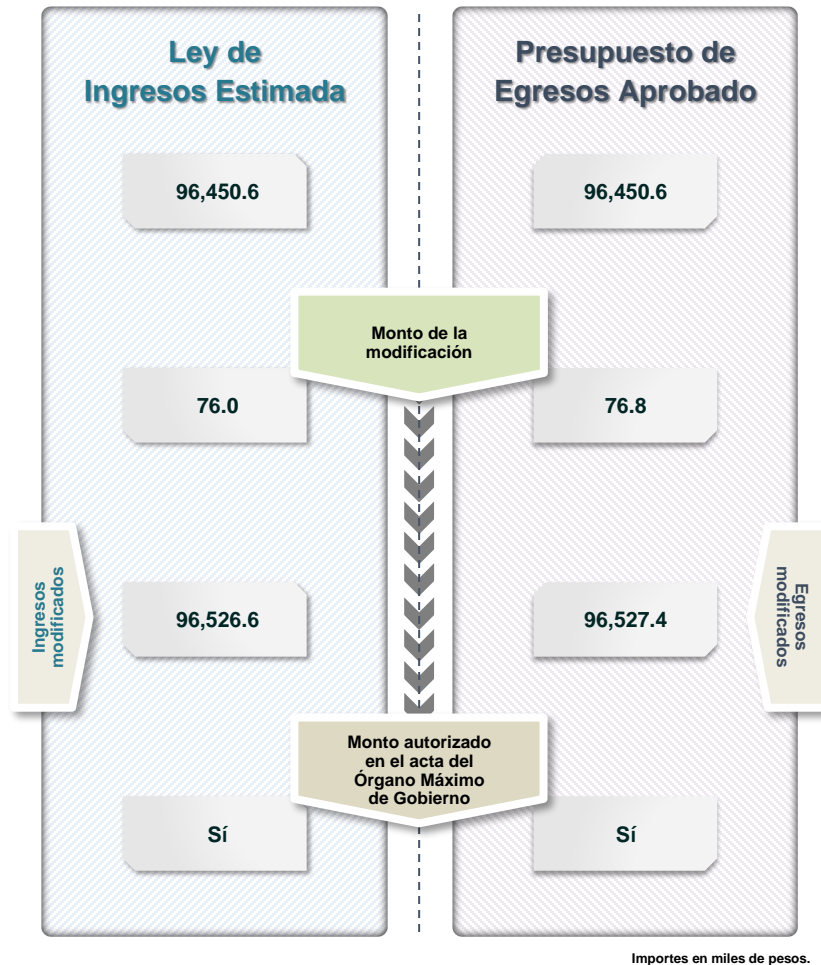 Ley de
Ingresos Estimada
Presupuesto de
Egresos Aprobado
96,450.6
96,450.6
Monto de la
modificación
76.0
76.8
Ingresos
modificados
96,526.6
96,527.4
Egresos
modificados
Monto autorizado
en el acta del
Órgano Máximo
de Gobierno
Sí
Sí
Importes en miles de pesos.